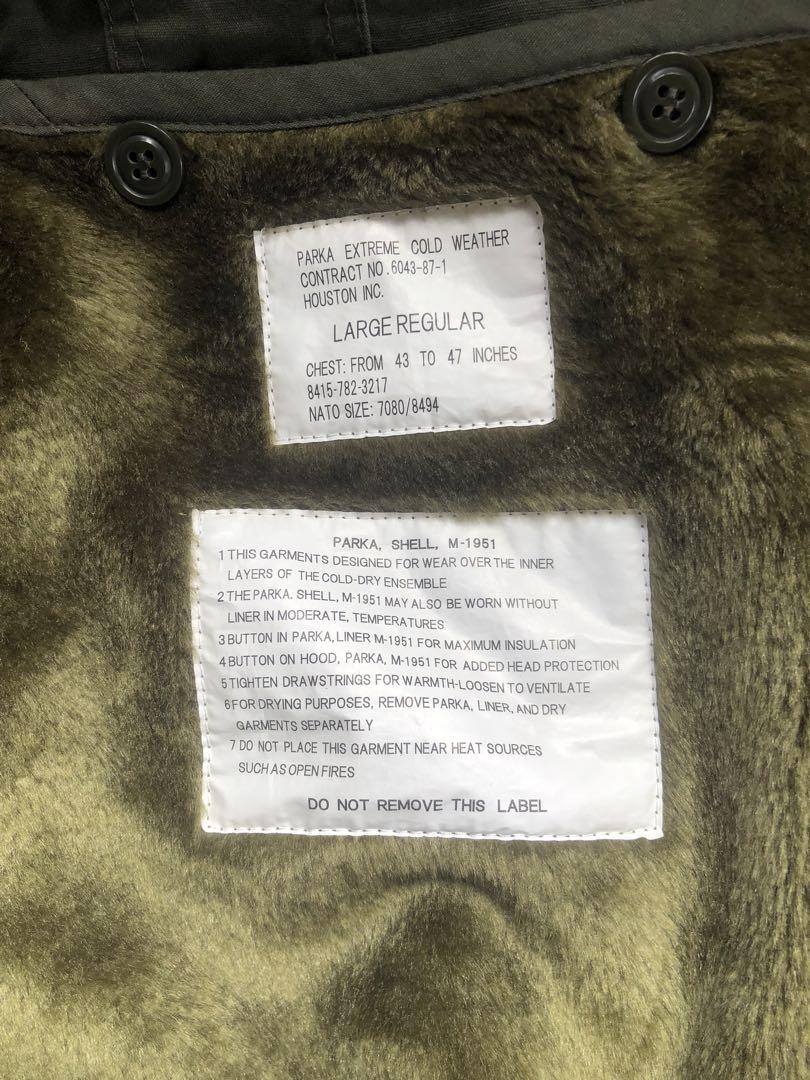 PARKA EXTREME COLD WEATHER
CONTRACT NO.6043-87-1
HOUSTON INC.
LARGE REGULAR
CHEST: FROM 43 TO 47 INCHES
8415-782-3217
NATO SIZE: 7080/8494
PARKA, SHELL, M-1951
1 THIS GARMENTS DESIGNED FOR WEAR OVER THE INNER
LAYERS OF THE COLD-DRY ENSEMBLE
2 THE PARKA. SHELL, M-1951 MAY ALSO BE WORN WITHOUT
LINER IN MODERATE, TEMPERATURES
3 BUTTON IN PARKA, LINER M-1951 FOR MAXIMUM INSULATION
4 BUTTON ON HOOD, PARKA, M-1951 FOR ADDED HEAD PROTECTION
5 TIGHTEN DRAWSTRINGS FOR WARMTH-LOOSEN TO VENTILATE
6 FOR DRYING PURPOSES, REMOVE PARKA, LINER, AND DRY
GARMENTS SEPARATELY
7 DO NOT PLACE THIS GARMENT NEAR HEAT SOURCES
SUCH AS OPEN FIRES
DO NOT REMOVE THIS LABEL